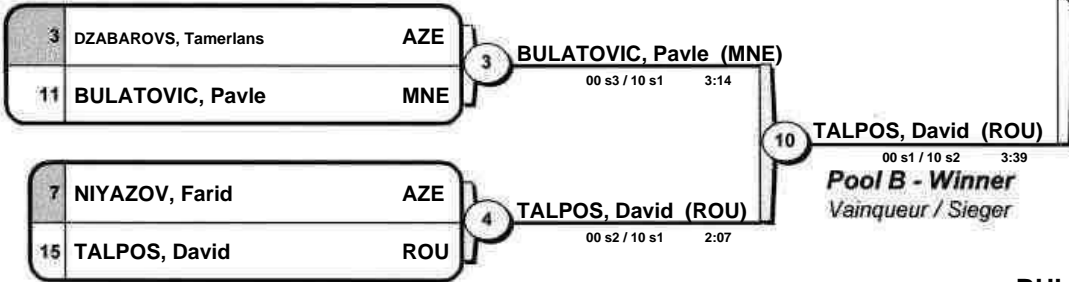 3 DZABAROVS, Tamerlans AZE
11 BULATOVIC, Pavle MNE
3
BULATOVIC, Pavle (MNE)
00 s3 / 10 s1 3:14
7 NIYAZOV, Farid AZE
15 TALPOS, David ROU
4
TALPOS, David (ROU)
00 s2 / 10 s1 2:07
10
TALPOS, David (ROU)
00 s1 / 10 s2 3:39
Pool B - Winner
Vainqueur / Sieger